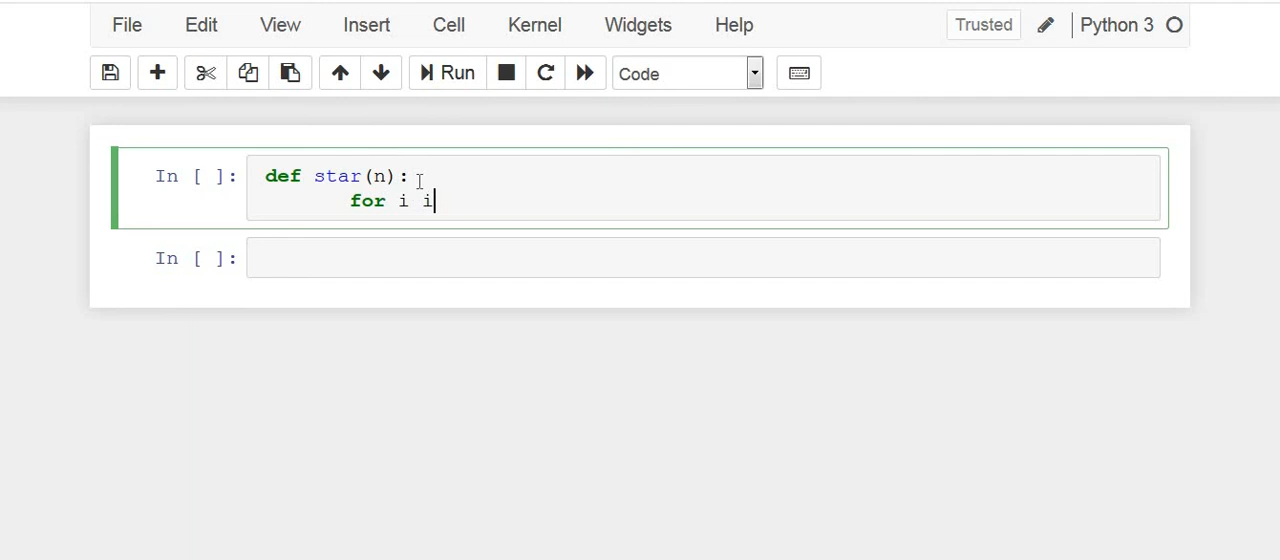 File Edit View Insert Cell Kernel Widgets Help Trusted Python 3
Run Code
In [ ]: def star(n):
for i i
In [ ]: